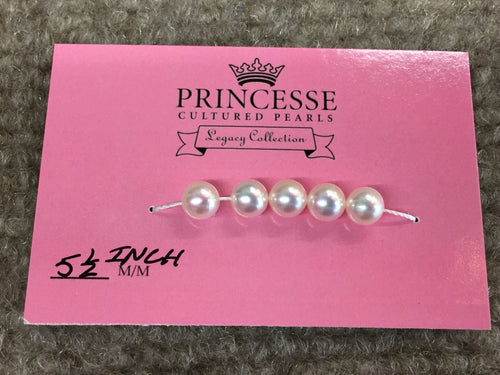 PRINCESSE
CULTURED PEARLS
Legacy Collection
5½ INCH
M/M